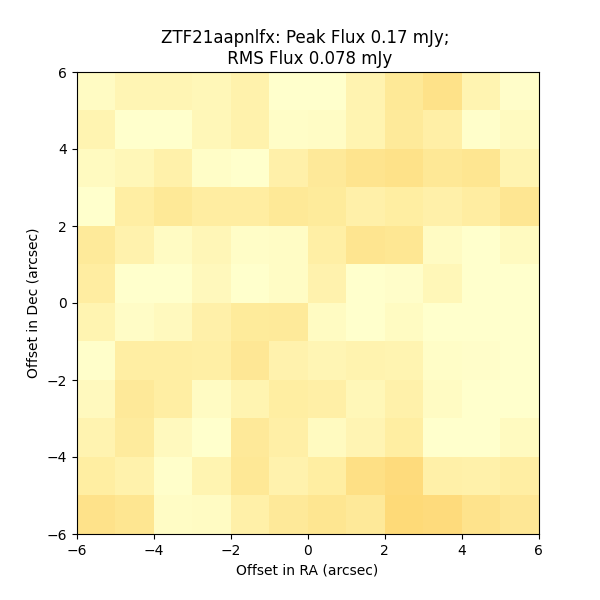 ZTF21aapnlfx: Peak Flux 0.17 mJy;
RMS Flux 0.078 mJy
6
4
2
0
−2
−4
−6
Offset in Dec (arcsec)
−6 −4 −2 0 2 4 6
Offset in RA (arcsec)